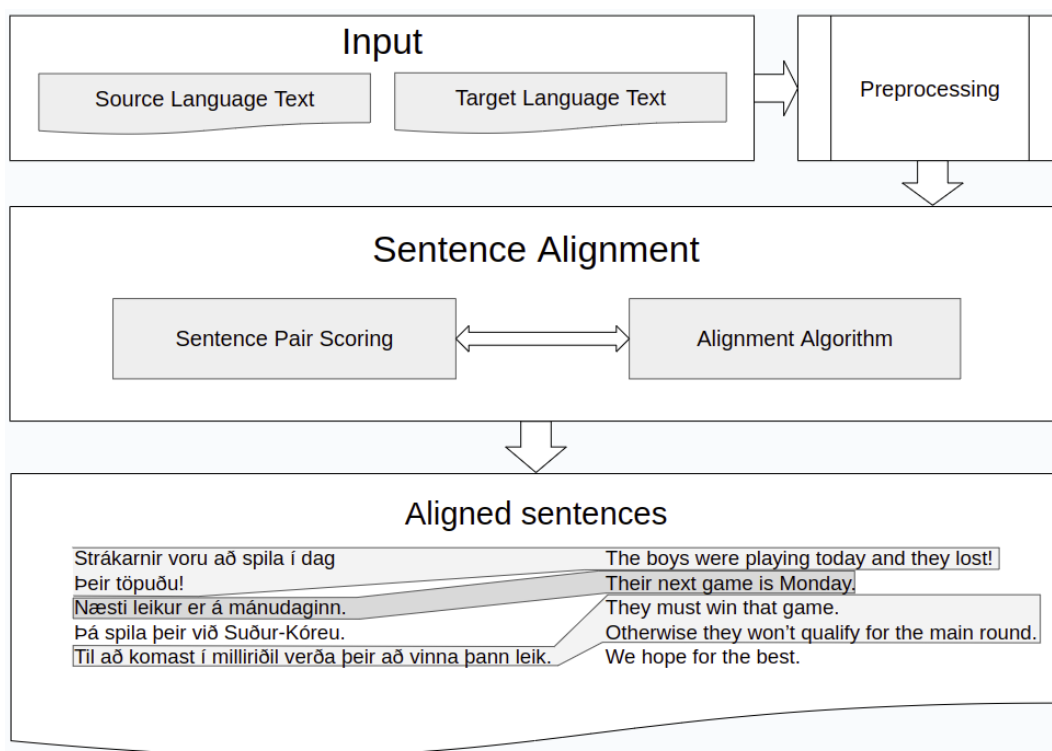 Input
Source Language Text
Target Language Text
Preprocessing
Sentence Alignment
Sentence Pair Scoring
Alignment Algorithm
Aligned sentences
Strákarnir voru að spila í dag
Þeir töpuðu!
Næsti leikur er á mánudaginn.
Þá spila þeir við Suður-Kóreu.
Til að komast í milliriðil verða þeir að vinna þann leik.
The boys were playing today and they lost!
Their next game is Monday.
They must win that game.
Otherwise they won’t qualify for the main round.
We hope for the best.